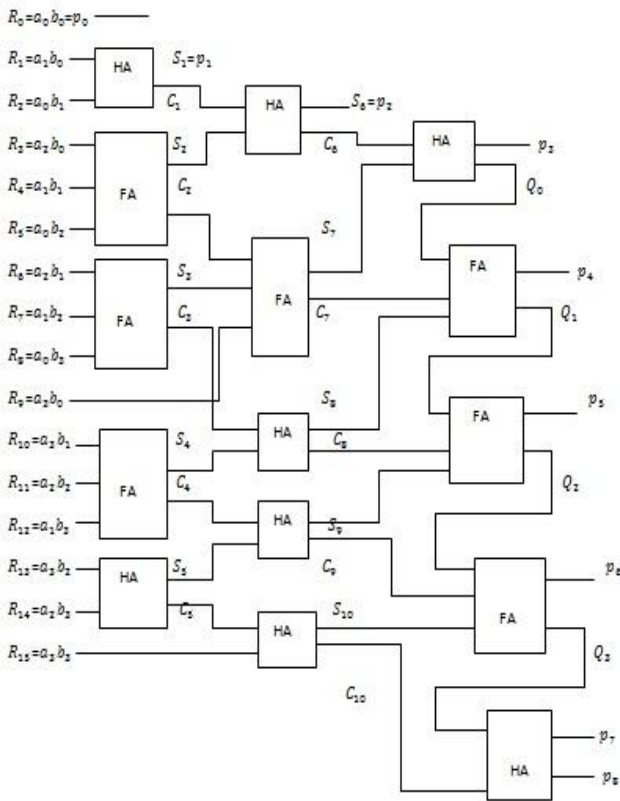 R₀=a₀b₀=p₀
R₁=a₁b₀
HA
S₁=p₁
R₂=a₀b₁
C₁
HA
S₆=p₂
R₃=a₂b₀
S₂
C₆
HA
p₃
R₄=a₁b₁
FA
C₂
Q₀
R₅=a₀b₂
S₇
R₆=a₂b₁
S₃
FA
p₄
R₇=a₁b₂
FA
C₃
FA
C₇
Q₁
R₈=a₀b₃
R₉=a₃b₀
S₈
FA
p₅
R₁₀=a₃b₁
S₄
HA
C₈
R₁₁=a₂b₂
FA
C₄
Q₂
R₁₂=a₁b₃
HA
S₉
R₁₃=a₃b₂
HA
S₅
C₉
p₆
R₁₄=a₂b₃
C₅
S₁₀
FA
R₁₅=a₃b₃
HA
Q₃
C₁₀
p₇
HA
p₈